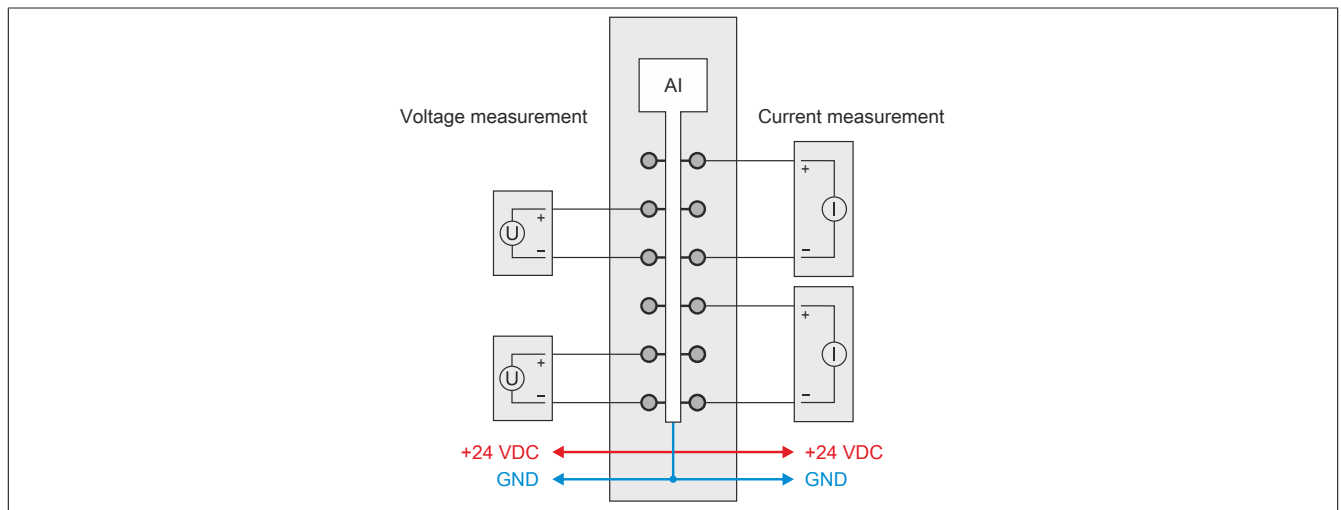 AI
Voltage measurement
Current measurement
+
+
U
I
−
−
+
+
U
I
−
−
+24 VDC
+24 VDC
GND
GND